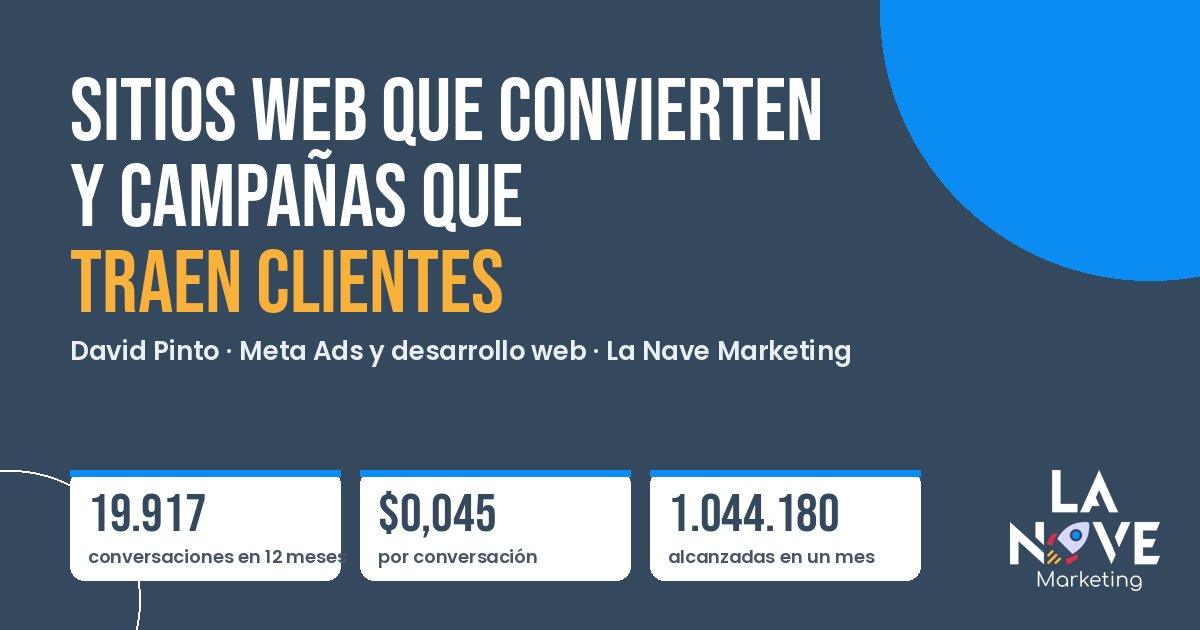 SITIOS WEB QUE CONVIERTEN
Y CAMPAÑAS QUE
TRAEN CLIENTES
David Pinto · Meta Ads y desarrollo web · La Nave Marketing
19.917
conversaciones en 12 meses
$0,045
por conversación
1.044.180
alcanzadas en un mes
LA
NAVE
Marketing